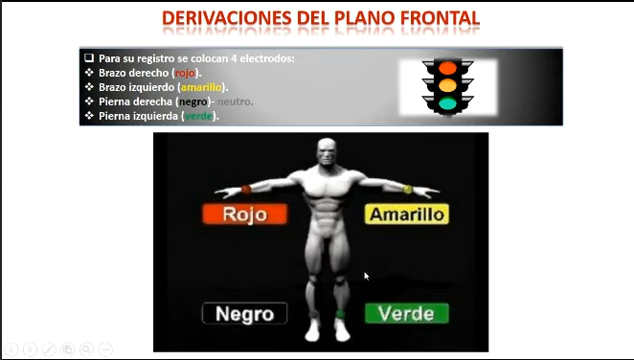 DERIVACIONES DEL PLANO FRONTAL
Para su registro se colocan 4 electrodos:
Brazo derecho (rojo).
Brazo izquierdo (amarillo).
Pierna derecha (negro)- neutro.
Pierna izquierda (verde).
Rojo
Amarillo
Negro
Verde